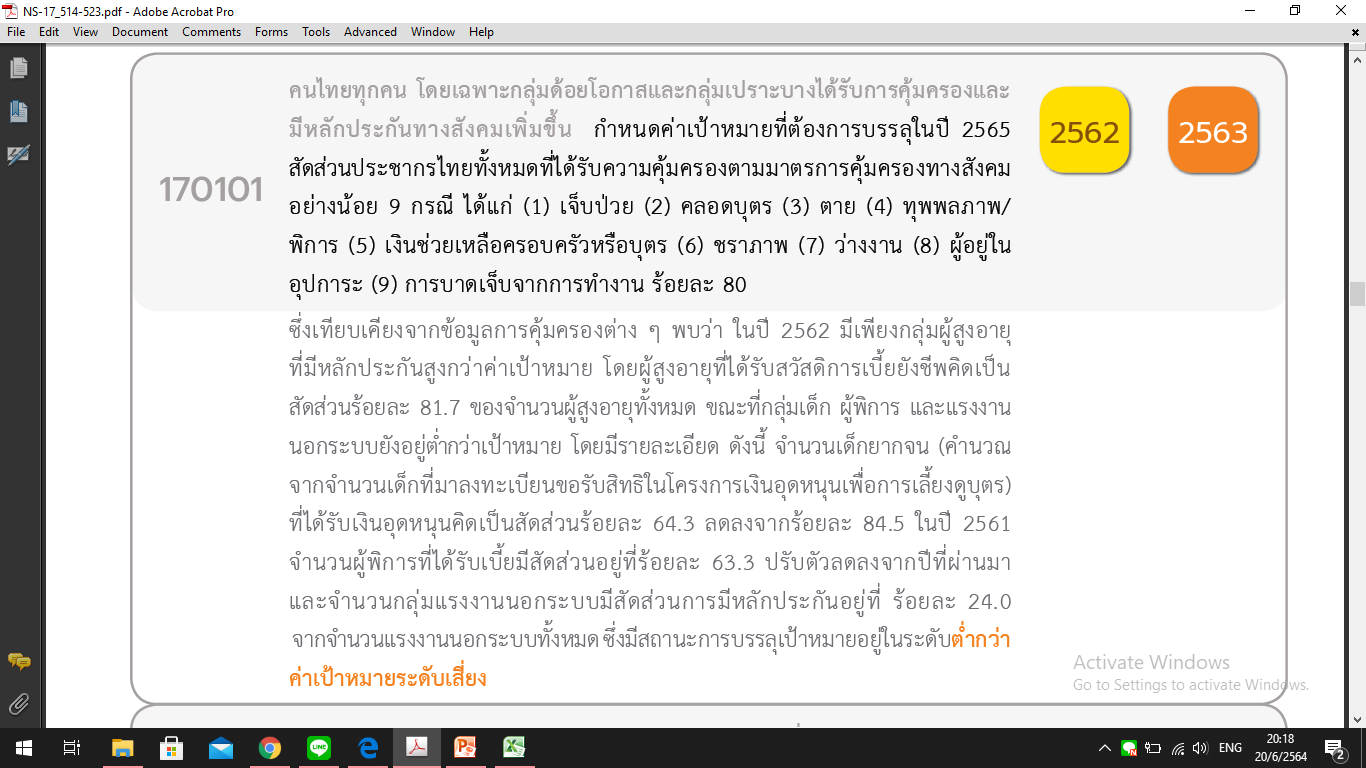 NS-17_514-523.pdf - Adobe Acrobat Pro
File Edit View Document Comments Forms Tools Advanced Window Help
170101
คนไทยทุกคน โดยเฉพาะกลุ่มด้อยโอกาสและกลุ่มเปราะบางได้รับการคุ้มครองและ
มีหลักประกันทางสังคมเพิ่มขึ้น กำหนดค่าเป้าหมายที่ต้องการบรรลุในปี 2565
สัดส่วนประชากรไทยทั้งหมดที่ได้รับความคุ้มครองตามมาตรการคุ้มครองทางสังคม
อย่างน้อย 9 กรณี ได้แก่ (1) เจ็บป่วย (2) คลอดบุตร (3) ตาย (4) ทุพพลภาพ/
พิการ (5) เงินช่วยเหลือครอบครัวหรือบุตร (6) ชราภาพ (7) ว่างงาน (8) ผู้อยู่ใน
อุปการะ (9) การบาดเจ็บจากการทำงาน ร้อยละ 80
2562
2563
ซึ่งเทียบเคียงจากข้อมูลการคุ้มครองต่าง ๆ พบว่า ในปี 2562 มีเพียงกลุ่มผู้สูงอายุ
ที่มีหลักประกันสูงกว่าค่าเป้าหมาย โดยผู้สูงอายุที่ได้รับสวัสดิการเบี้ยยังชีพคิดเป็น
สัดส่วนร้อยละ 81.7 ของจำนวนผู้สูงอายุทั้งหมด ขณะที่กลุ่มเด็ก ผู้พิการ และแรงงาน
นอกระบบยังอยู่ต่ำกว่าเป้าหมาย โดยมีรายละเอียด ดังนี้ จำนวนเด็กยากจน (คำนวณ
จากจำนวนเด็กที่มาลงทะเบียนขอรับสิทธิในโครงการเงินอุดหนุนเพื่อการเลี้ยงดูบุตร)
ที่ได้รับเงินอุดหนุนคิดเป็นสัดส่วนร้อยละ 64.3 ลดลงจากร้อยละ 84.5 ในปี 2561
จำนวนผู้พิการที่ได้รับเบี้ยมีสัดส่วนอยู่ที่ร้อยละ 63.3 ปรับตัวลดลงจากปีที่ผ่านมา
และจำนวนกลุ่มแรงงานนอกระบบมีสัดส่วนการมีหลักประกันอยู่ที่ ร้อยละ 24.0
จากจำนวนแรงงานนอกระบบทั้งหมด ซึ่งมีสถานะการบรรลุเป้าหมายอยู่ในระดับต่ำกว่า
ค่าเป้าหมายระดับเสี่ยง
Activate Windows
Go to Settings to activate Windows.
ENG
20:18
20/6/2564
2